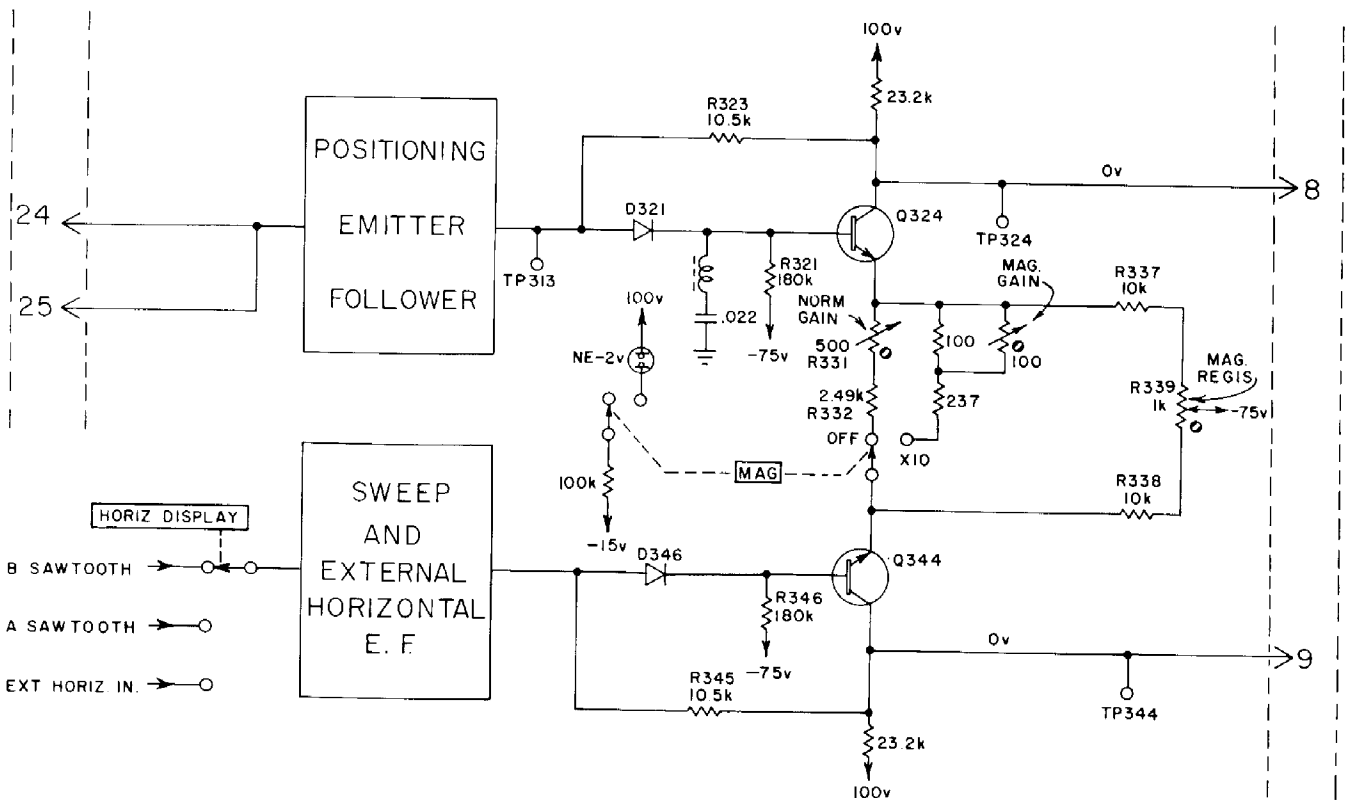 100v
23.2k
R323
10.5k
POSITIONING
EMITTER
FOLLOWER
24
25
TP313
D321
R321
180k
-75v
.022
Q324
0v
8
TP324
MAG.
GAIN
NORM
GAIN
500
R331
100
100
R337
10k
100v
NE-2v
2.49k
R332
237
OFF
X10
MAG.
REGIS
R339
1k
-75v
MAG
100k
-15v
R338
10k
HORIZ DISPLAY
B SAWTOOTH
A SAWTOOTH
EXT HORIZ. IN.
SWEEP
AND
EXTERNAL
HORIZONTAL
E. F.
D346
R346
180k
-75v
Q344
0v
9
R345
10.5k
TP344
23.2k
100v